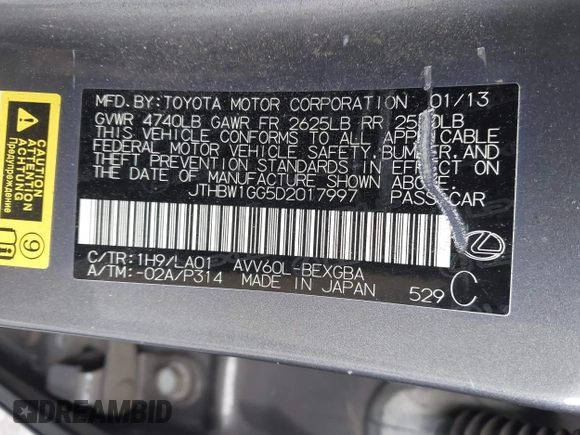 MFD.BY:TOYOTA MOTOR CORPORATION 01/13
GVWR 4740LB GAWR FR 2625LB RR
THIS VEHICLE CONFORMS TO ALL APPLICABLE
FEDERAL MOTOR VEHICLE SAFETY, BUMPER, AND
THEFT PREVENTION STANDARDS IN EFFECT ON
THE DATE OF MANUFACTURE SHOWN ABOVE.
JTHBW1GG5D2017997 PASS.CAR
C/TR:1H9/LA01 AVV60L-BEXGBA
A/TM:-02A/P314 MADE IN JAPAN 529 C
CAUTION
ATTENTION
Предупреждение
9
DREAMBID